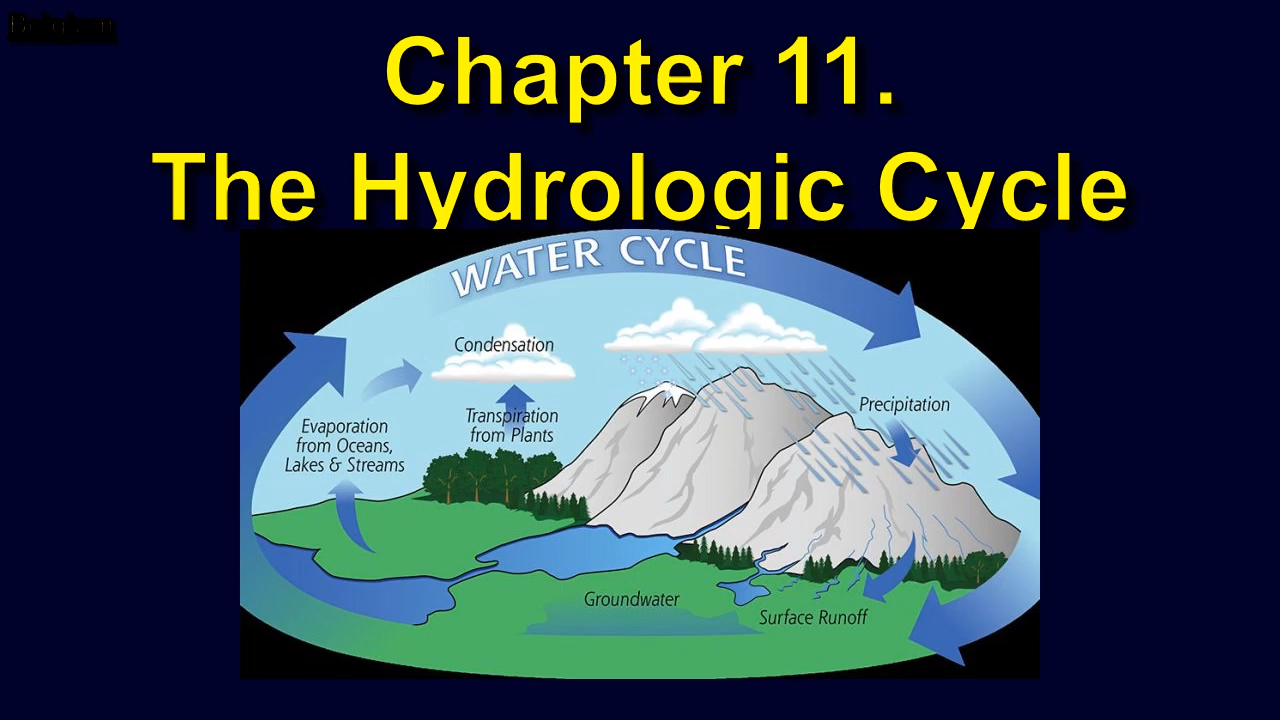 Chapter 11.
The Hydrologic Cycle
WATER CYCLE
Condensation
Precipitation
Transpiration
from Plants
Evaporation
from Oceans,
Lakes & Streams
Groundwater
Surface Runoff